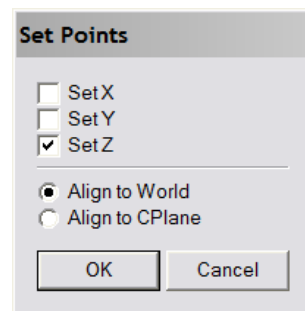 Set Points
Set X
Set Y
Set Z
Align to World
Align to CPlane
OK Cancel